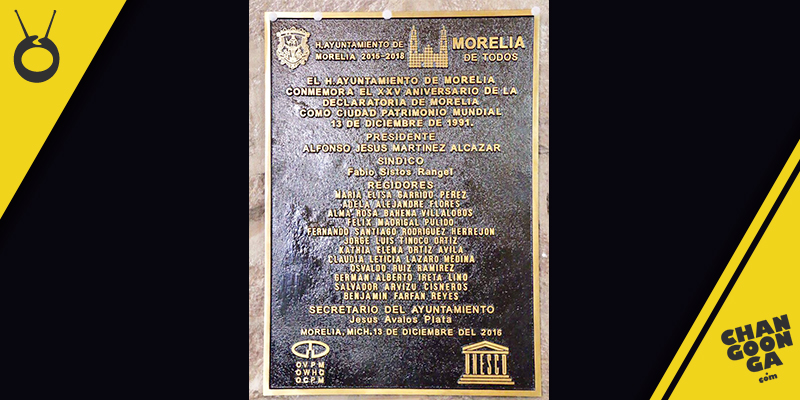 H. AYUNTAMIENTO DE
MORELIA 2015-2018
MORELIA
DE TODOS
EL H. AYUNTAMIENTO DE MORELIA
CONMEMORA EL XXV ANIVERSARIO DE LA
DECLARATORIA DE MORELIA
COMO CIUDAD PATRIMONIO MUNDIAL
13 DE DICIEMBRE DE 1991.
PRESIDENTE
ALFONSO JESUS MARTINEZ ALCAZAR
SINDICO
Fabio Sistos Rangel
REGIDORES
MARIA ELISA GARRIDO PEREZ
ADELA ALEJANDRE FLORES
ALMA ROSA BAHENA VILLALOBOS
FELIX MADRIGAL PULIDO
FERNANDO SANTIAGO RODRIGUEZ HERREJON
JORGE LUIS TINOCO ORTIZ
KATHIA ELENA ORTIZ AVILA
CLAUDIA LETICIA LAZARO MEDINA
OSVALDO RUIZ RAMIREZ
GERMAN ALBERTO IRETA LINO
SALVADOR ARVIZU CISNEROS
BENJAMIN FARFAN REYES
SECRETARIO DEL AYUNTAMIENTO
Jesus Avalos Plata
MORELIA, MICH. 13 DE DICIEMBRE DEL 2016
OVPM
OWHC
OCPM
UNESCO
CHAN
GOON
GA
.com